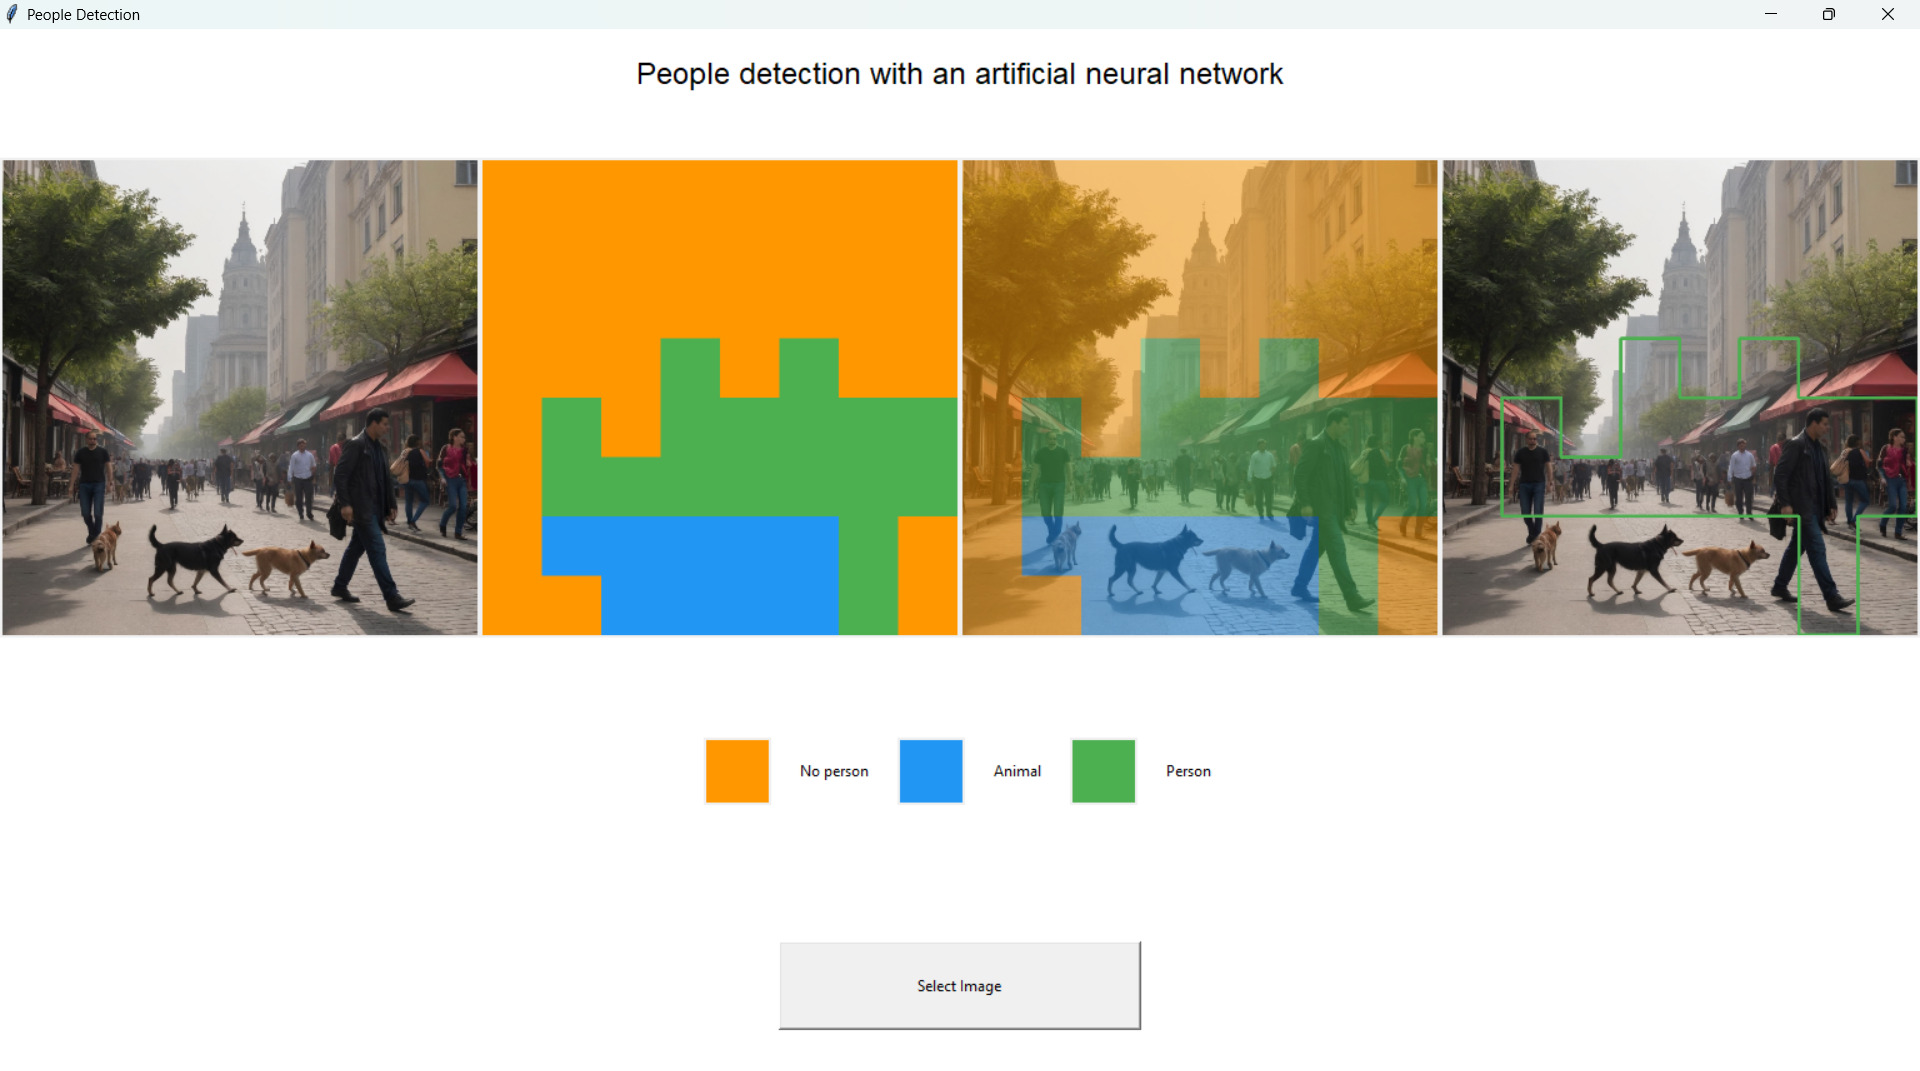 People Detection
People detection with an artificial neural network
No person
Animal
Person
Select Image